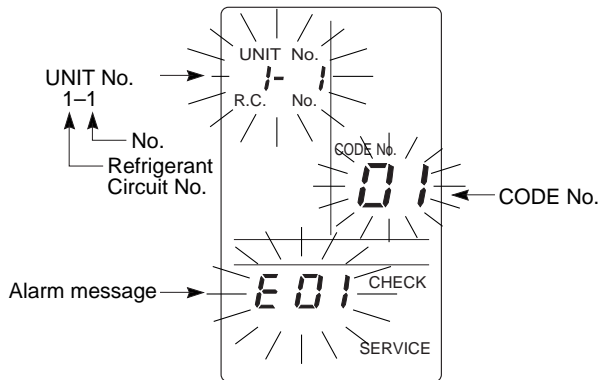 UNIT No.
UNIT No.
1-1
1–1
R.C. No.
No.
Refrigerant
Circuit No.
CODE No.
01
CODE No.
Alarm message
E01
CHECK
SERVICE